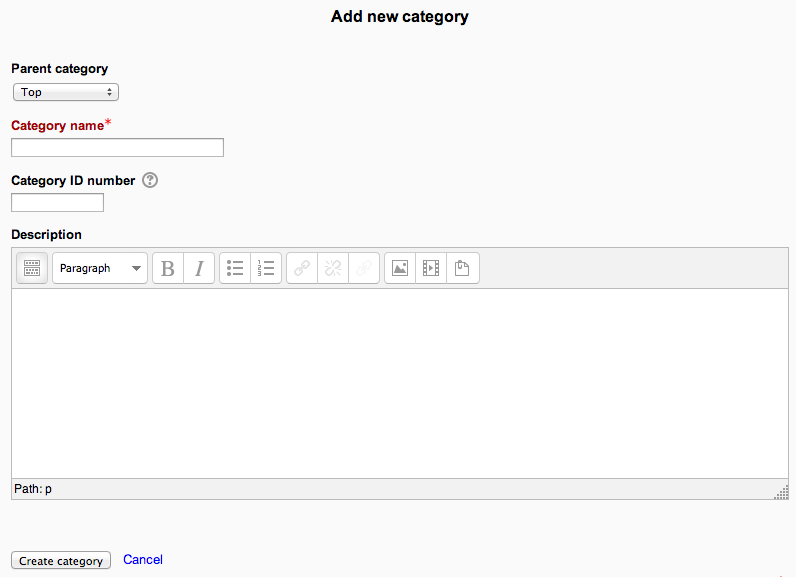 Add new category
Parent category
Top
Category name*
Category ID number ?
Description
Paragraph B I
Path: p
Create category Cancel